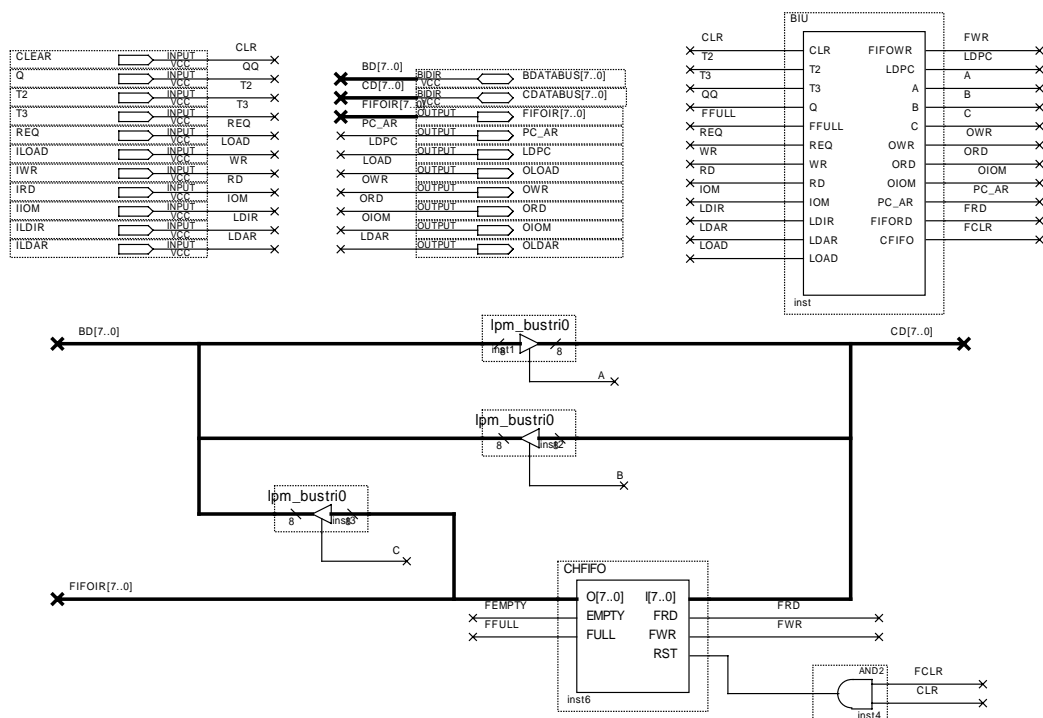 CLEAR INPUT VCC CLR
Q INPUT VCC QQ
T2 INPUT VCC T2
T3 INPUT VCC T3
REQ INPUT VCC REQ
ILOAD INPUT VCC LOAD
IWR INPUT VCC WR
IRD INPUT VCC RD
IIOM INPUT VCC IOM
ILDIR INPUT VCC LDIR
ILDAR INPUT VCC LDAR
BD[7..0] BIDIR VCC BDATABUS[7..0]
CD[7..0] BIDIR VCC CDATABUS[7..0]
FIFOIR[7..0] OUTPUT FIFOIR[7..0]
PC_AR OUTPUT PC_AR
LDPC OUTPUT LDPC
LOAD OUTPUT OLOAD
OWR OUTPUT OWR
ORD OUTPUT ORD
OIOM OUTPUT OIOM
LDAR OUTPUT OLDAR
BIU
CLR CLR FIFOWR FWR
T2 T2 LDPC LDPC
T3 T3 A A
QQ Q B B
FFULL FFULL C C
REQ REQ OWR OWR
WR WR ORD ORD
RD RD OIOM OIOM
IOM IOM PC_AR PC_AR
LDIR LDIR FIFORD FRD
LDAR LDAR CFIFO FCLR
LOAD LOAD
inst
lpm_bustri0
BD[7..0] CD[7..0]
8 inst1 8
A
lpm_bustri0
8 inst2 8
B
lpm_bustri0
8 inst3 8
C
FIFOIR[7..0]
CHFIFO
O[7..0] I[7..0]
FEMPTY EMPTY FRD FRD
FFULL FULL FWR FWR
RST
inst6
AND2
FCLR
CLR
inst4